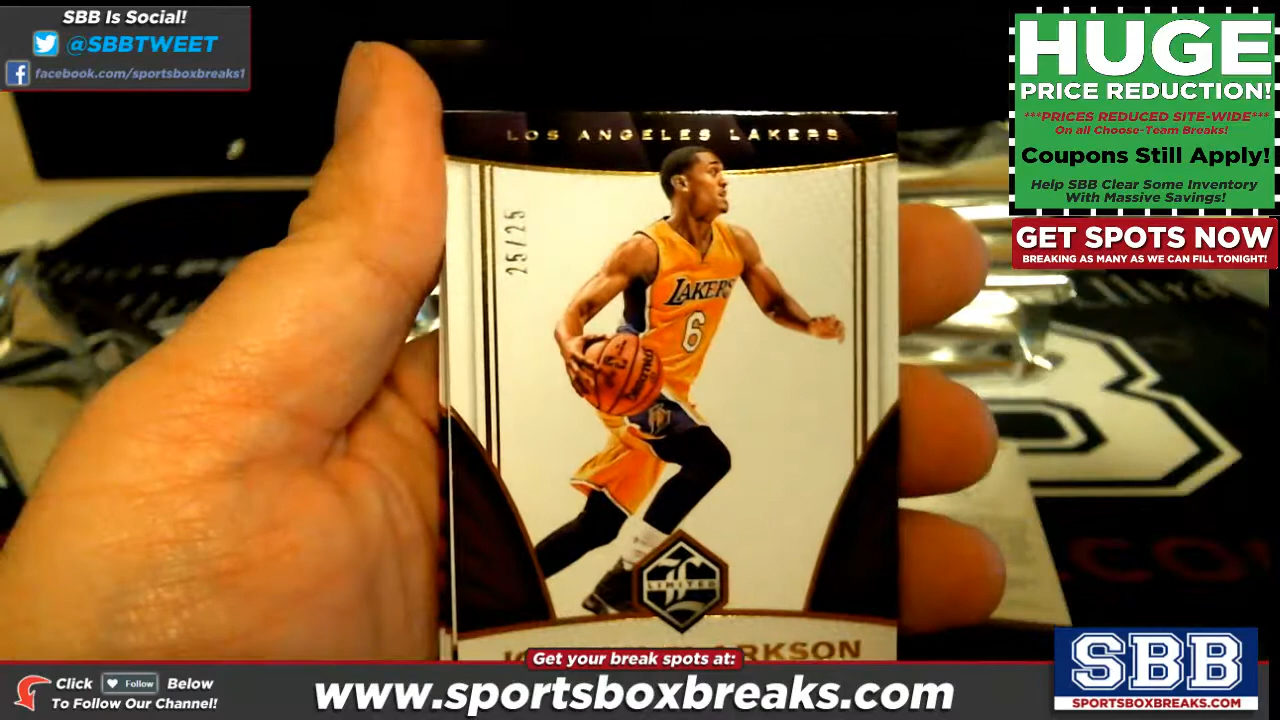 SBB Is Social!
@SBBTWEET
facebook.com/sportsboxbreaks1
HUGE
PRICE REDUCTION!
***PRICES REDUCED SITE-WIDE***
On all Choose-Team Breaks!
Coupons Still Apply!
Help SBB Clear Some Inventory
With Massive Savings!
GET SPOTS NOW
BREAKING AS MANY AS WE CAN FILL TONIGHT!
LOS ANGELES LAKERS
25/25
LAKERS
6
SPALDING
LIMITED
RKSON
Get your break spots at:
Click Follow Below
To Follow Our Channel!
www.sportsboxbreaks.com
SBB
SPORTSBOXBREAKS.COM